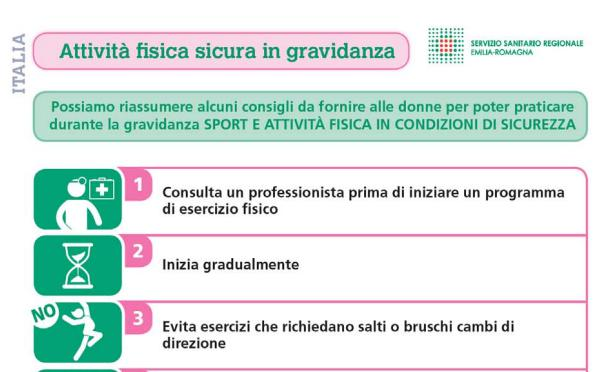 ITALIA
Attività fisica sicura in gravidanza
SERVIZIO SANITARIO REGIONALE
EMILIA-ROMAGNA
Possiamo riassumere alcuni consigli da fornire alle donne per poter praticare
durante la gravidanza SPORT E ATTIVITÀ FISICA IN CONDIZIONI DI SICUREZZA
1
Consulta un professionista prima di iniziare un programma
di esercizio fisico
2
Inizia gradualmente
NO
3
Evita esercizi che richiedano salti o bruschi cambi di
direzione